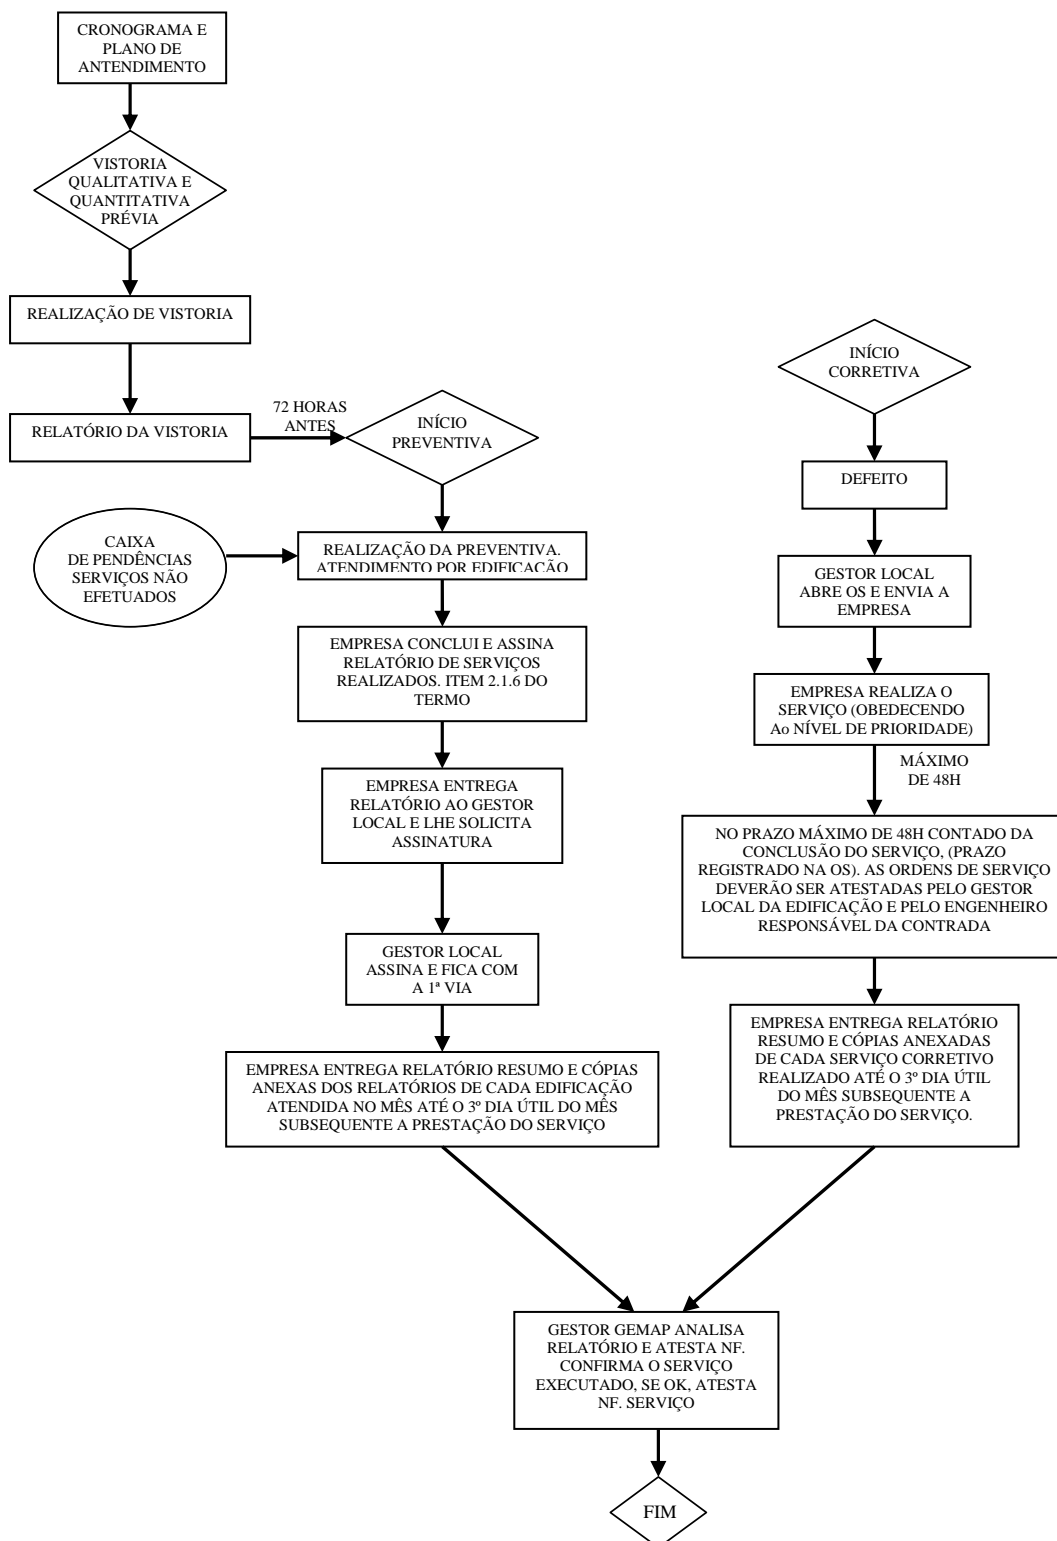 CRONOGRAMA E
PLANO DE
ANTENDIMENTO
VISTORIA
QUALITATIVA E
QUANTITATIVA
PRÉVIA
REALIZAÇÃO DE VISTORIA
RELATÓRIO DA VISTORIA
72 HORAS
ANTES
INÍCIO
PREVENTIVA
CAIXA
DE PENDÊNCIAS
SERVIÇOS NÃO
EFETUADOS
REALIZAÇÃO DA PREVENTIVA.
ATENDIMENTO POR EDIFICAÇÃO
EMPRESA CONCLUI E ASSINA
RELATÓRIO DE SERVIÇOS
REALIZADOS. ITEM 2.1.6 DO
TERMO
EMPRESA ENTREGA
RELATÓRIO AO GESTOR
LOCAL E LHE SOLICITA
ASSINATURA
GESTOR LOCAL
ASSINA E FICA COM
A 1ª VIA
EMPRESA ENTREGA RELATÓRIO RESUMO E CÓPIAS
ANEXAS DOS RELATÓRIOS DE CADA EDIFICAÇÃO
ATENDIDA NO MÊS ATÉ O 3º DIA ÚTIL DO MÊS
SUBSEQUENTE A PRESTAÇÃO DO SERVIÇO
INÍCIO
CORRETIVA
DEFEITO
GESTOR LOCAL
ABRE OS E ENVIA A
EMPRESA
EMPRESA REALIZA O
SERVIÇO (OBEDECENDO
Ao NÍVEL DE PRIORIDADE)
MÁXIMO
DE 48H
NO PRAZO MÁXIMO DE 48H CONTADO DA
CONCLUSÃO DO SERVIÇO, (PRAZO
REGISTRADO NA OS). AS ORDENS DE SERVIÇO
DEVERÃO SER ATESTADAS PELO GESTOR
LOCAL DA EDIFICAÇÃO E PELO ENGENHEIRO
RESPONSÁVEL DA CONTRADA
EMPRESA ENTREGA RELATÓRIO
RESUMO E CÓPIAS ANEXADAS
DE CADA SERVIÇO CORRETIVO
REALIZADO ATÉ O 3º DIA ÚTIL
DO MÊS SUBSEQUENTE A
PRESTAÇÃO DO SERVIÇO.
GESTOR GEMAP ANALISA
RELATÓRIO E ATESTA NF.
CONFIRMA O SERVIÇO
EXECUTADO, SE OK, ATESTA
NF. SERVIÇO
FIM